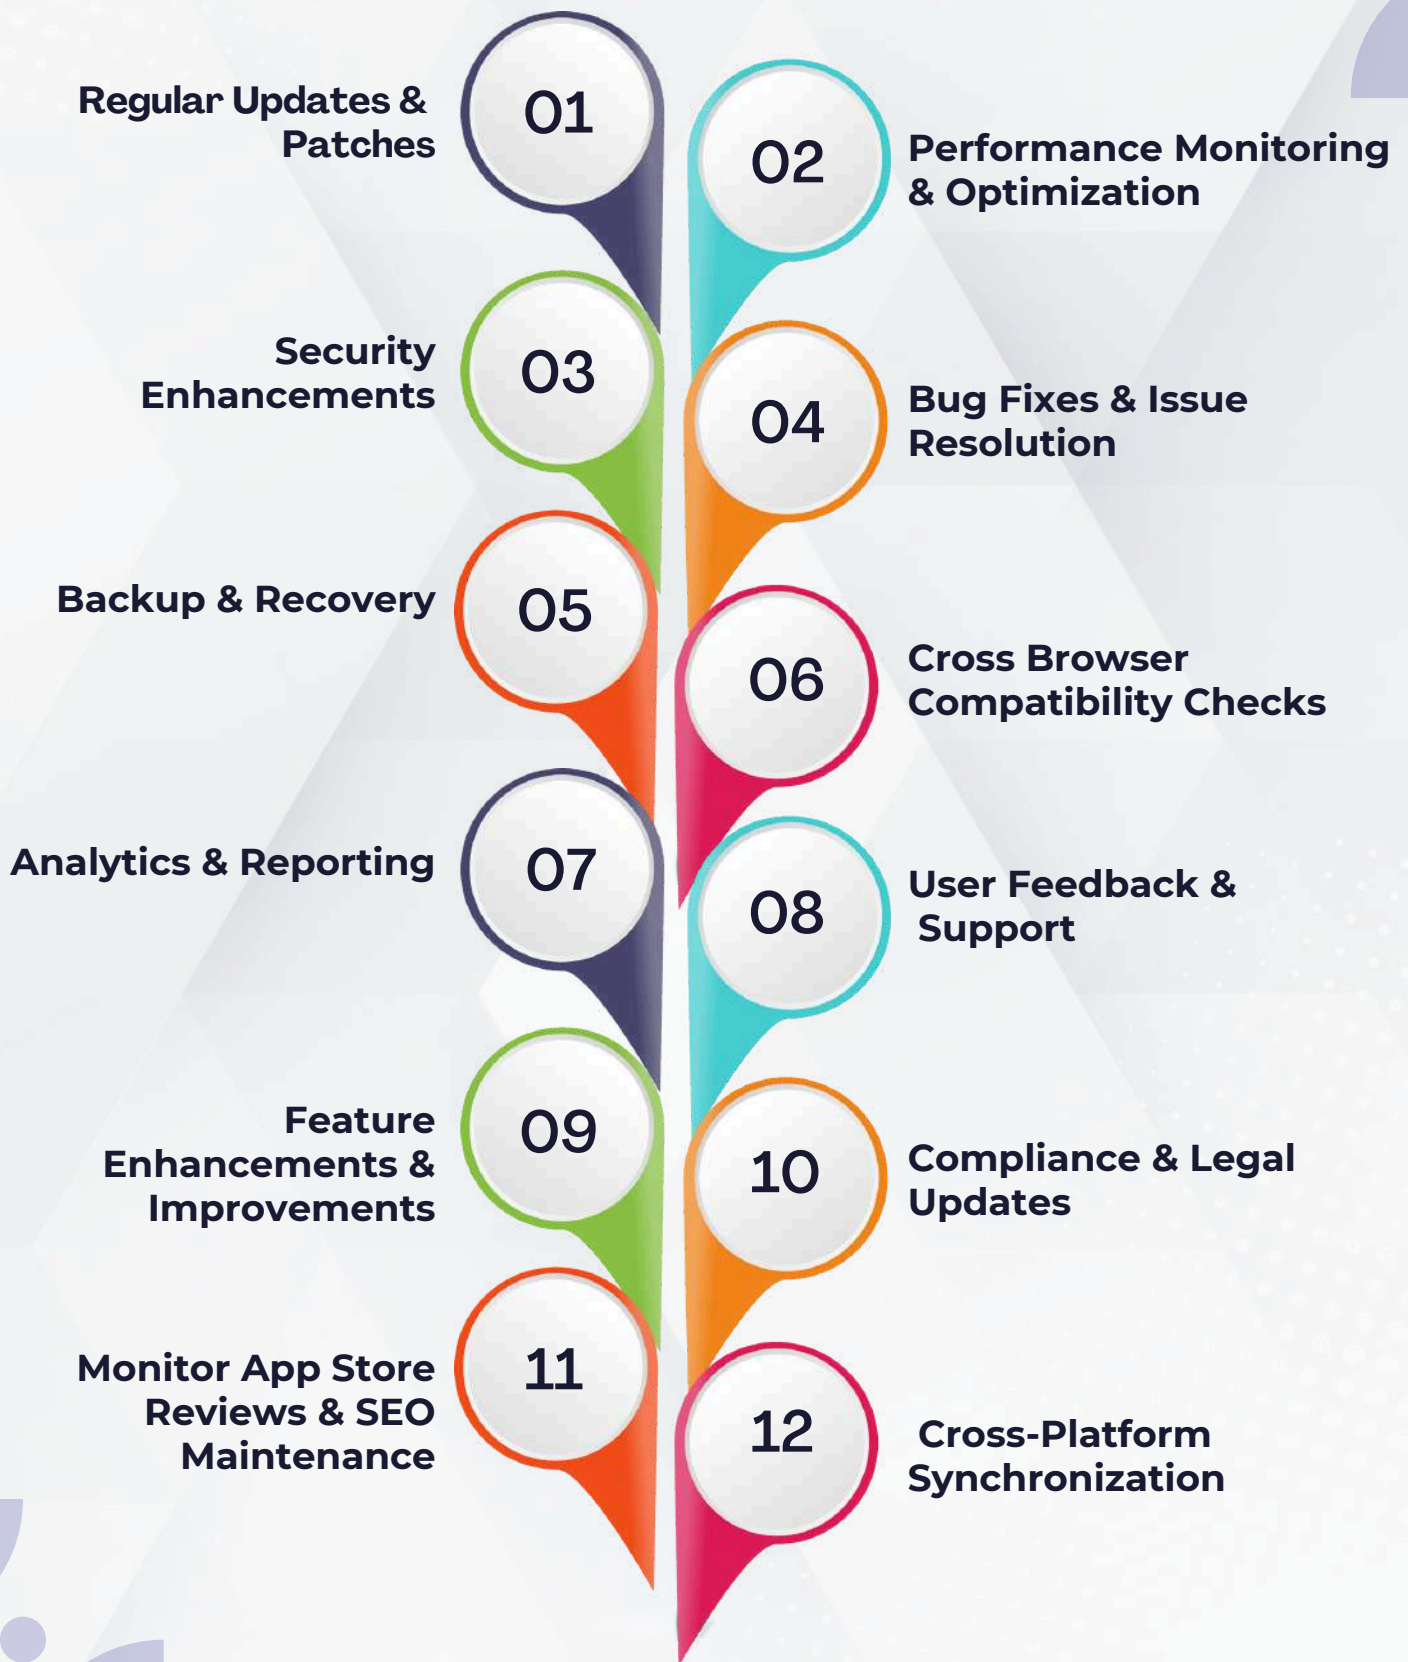 01
Regular Updates &
Patches
02
Performance Monitoring
& Optimization
03
Security
Enhancements
04
Bug Fixes & Issue
Resolution
05
Backup & Recovery
06
Cross Browser
Compatibility Checks
07
Analytics & Reporting
08
User Feedback &
Support
09
Feature
Enhancements &
Improvements
10
Compliance & Legal
Updates
11
Monitor App Store
Reviews & SEO
Maintenance
12
Cross-Platform
Synchronization